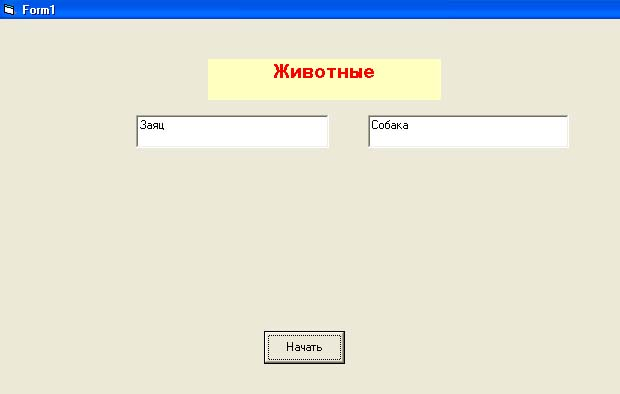 Form1
Животные
Заяц
Собака
Начать